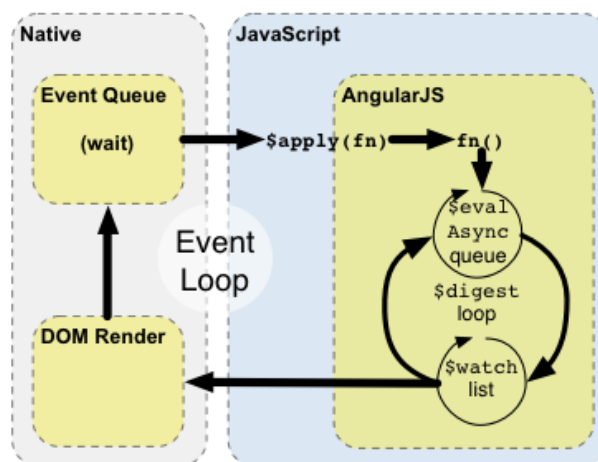 Native
JavaScript
Event Queue
(wait)
AngularJS
$apply(fn)
fn()
$eval
Async
queue
Event
Loop
$digest
loop
DOM Render
$watch
list